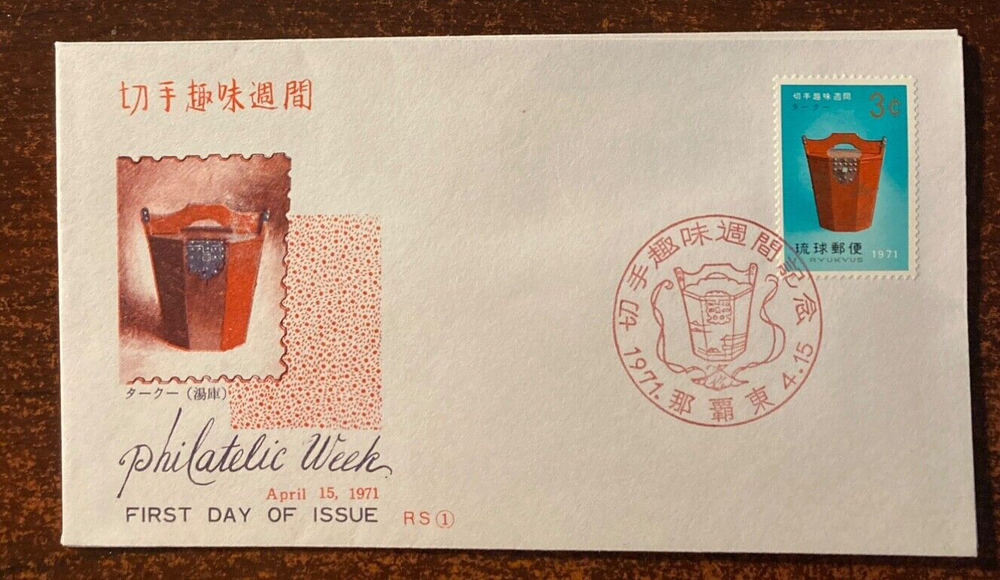 切手趣味週間
タークー(湯庫)
Philatelic Week
April 15, 1971
FIRST DAY OF ISSUE RS①
切手趣味週間
タークー
3¢
琉球郵便
RYUKYUS 1971
切手趣味週間記念
1971. 那覇東 4.15